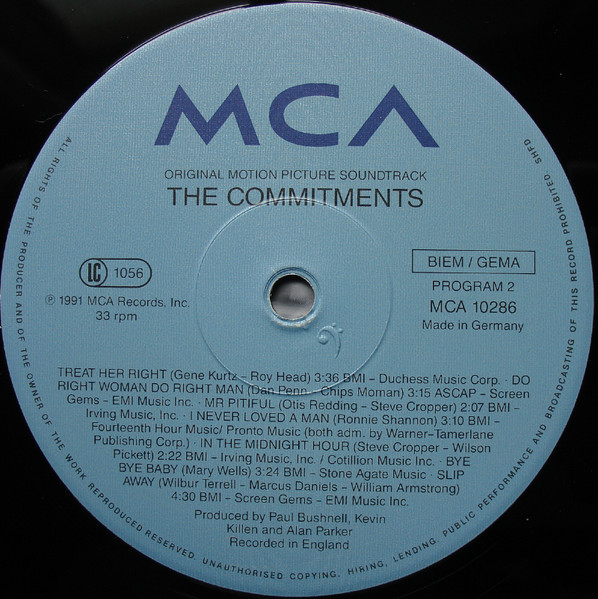 MCA
ORIGINAL MOTION PICTURE SOUNDTRACK
THE COMMITMENTS
LC 1056
℗ 1991 MCA Records, Inc.
33 rpm
BIEM / GEMA
PROGRAM 2
MCA 10286
Made in Germany
TREAT HER RIGHT (Gene Kurtz – Roy Head) 3:36 BMI – Duchess Music Corp. · DO
RIGHT WOMAN DO RIGHT MAN (Dan Penn – Chips Moman) 3:15 ASCAP – Screen
Gems – EMI Music Inc. · MR PITIFUL (Otis Redding – Steve Cropper) 2:07 BMI –
Irving Music, Inc. · I NEVER LOVED A MAN (Ronnie Shannon) 3:10 BMI –
Fourteenth Hour Music/ Pronto Music (both adm. by Warner–Tamerlane
Publishing Corp.) · IN THE MIDNIGHT HOUR (Steve Cropper – Wilson
Pickett) 2:22 BMI – Irving Music, Inc. / Cotillion Music Inc. · BYE
BYE BABY (Mary Wells) 3:24 BMI – Stone Agate Music · SLIP
AWAY (Wilbur Terrell – Marcus Daniels – William Armstrong)
4:30 BMI – Screen Gems – EMI Music Inc.
Produced by Paul Bushnell, Kevin
Killen and Alan Parker
Recorded in England
ALL RIGHTS OF THE PRODUCER AND OF THE OWNER OF THE WORK REPRODUCED RESERVED. UNAUTHORISED COPYING, HIRING, LENDING, PUBLIC PERFORMANCE AND BROADCASTING OF THIS RECORD PROHIBITED SHFD